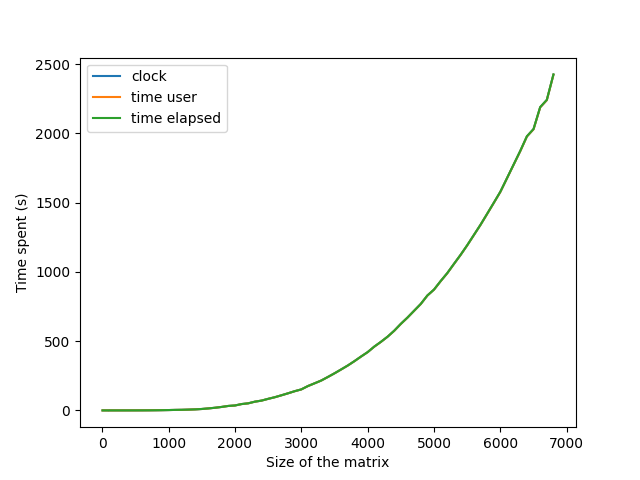 clock
time user
time elapsed
2500
2000
1500
1000
500
0
Time spent (s)
0 1000 2000 3000 4000 5000 6000 7000
Size of the matrix